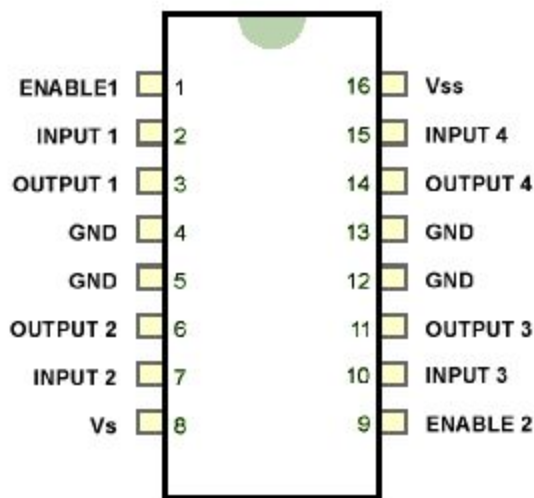 ENABLE1 1 16 Vss
INPUT 1 2 15 INPUT 4
OUTPUT 1 3 14 OUTPUT 4
GND 4 13 GND
GND 5 12 GND
OUTPUT 2 6 11 OUTPUT 3
INPUT 2 7 10 INPUT 3
Vs 8 9 ENABLE 2